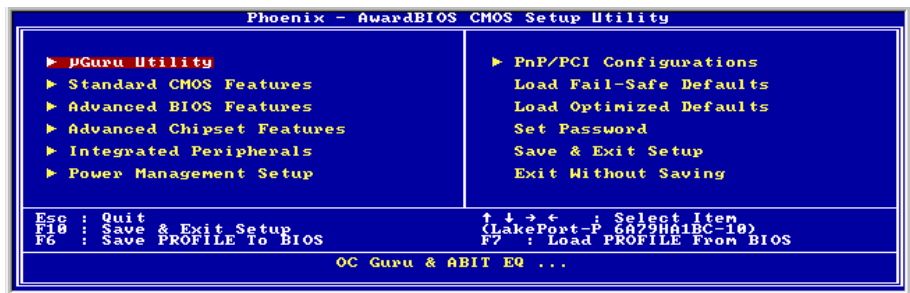 Phoenix - AwardBIOS CMOS Setup Utility
▶ µGuru Utility
▶ Standard CMOS Features
▶ Advanced BIOS Features
▶ Advanced Chipset Features
▶ Integrated Peripherals
▶ Power Management Setup
▶ PnP/PCI Configurations
Load Fail-Safe Defaults
Load Optimized Defaults
Set Password
Save & Exit Setup
Exit Without Saving
Esc : Quit
F10 : Save & Exit Setup
F6 : Save PROFILE To BIOS
↑ ↓ → ← : Select Item
(LakePort-P 6A79HA1BC-10)
F7 : Load PROFILE From BIOS
OC Guru & ABIT EQ ...